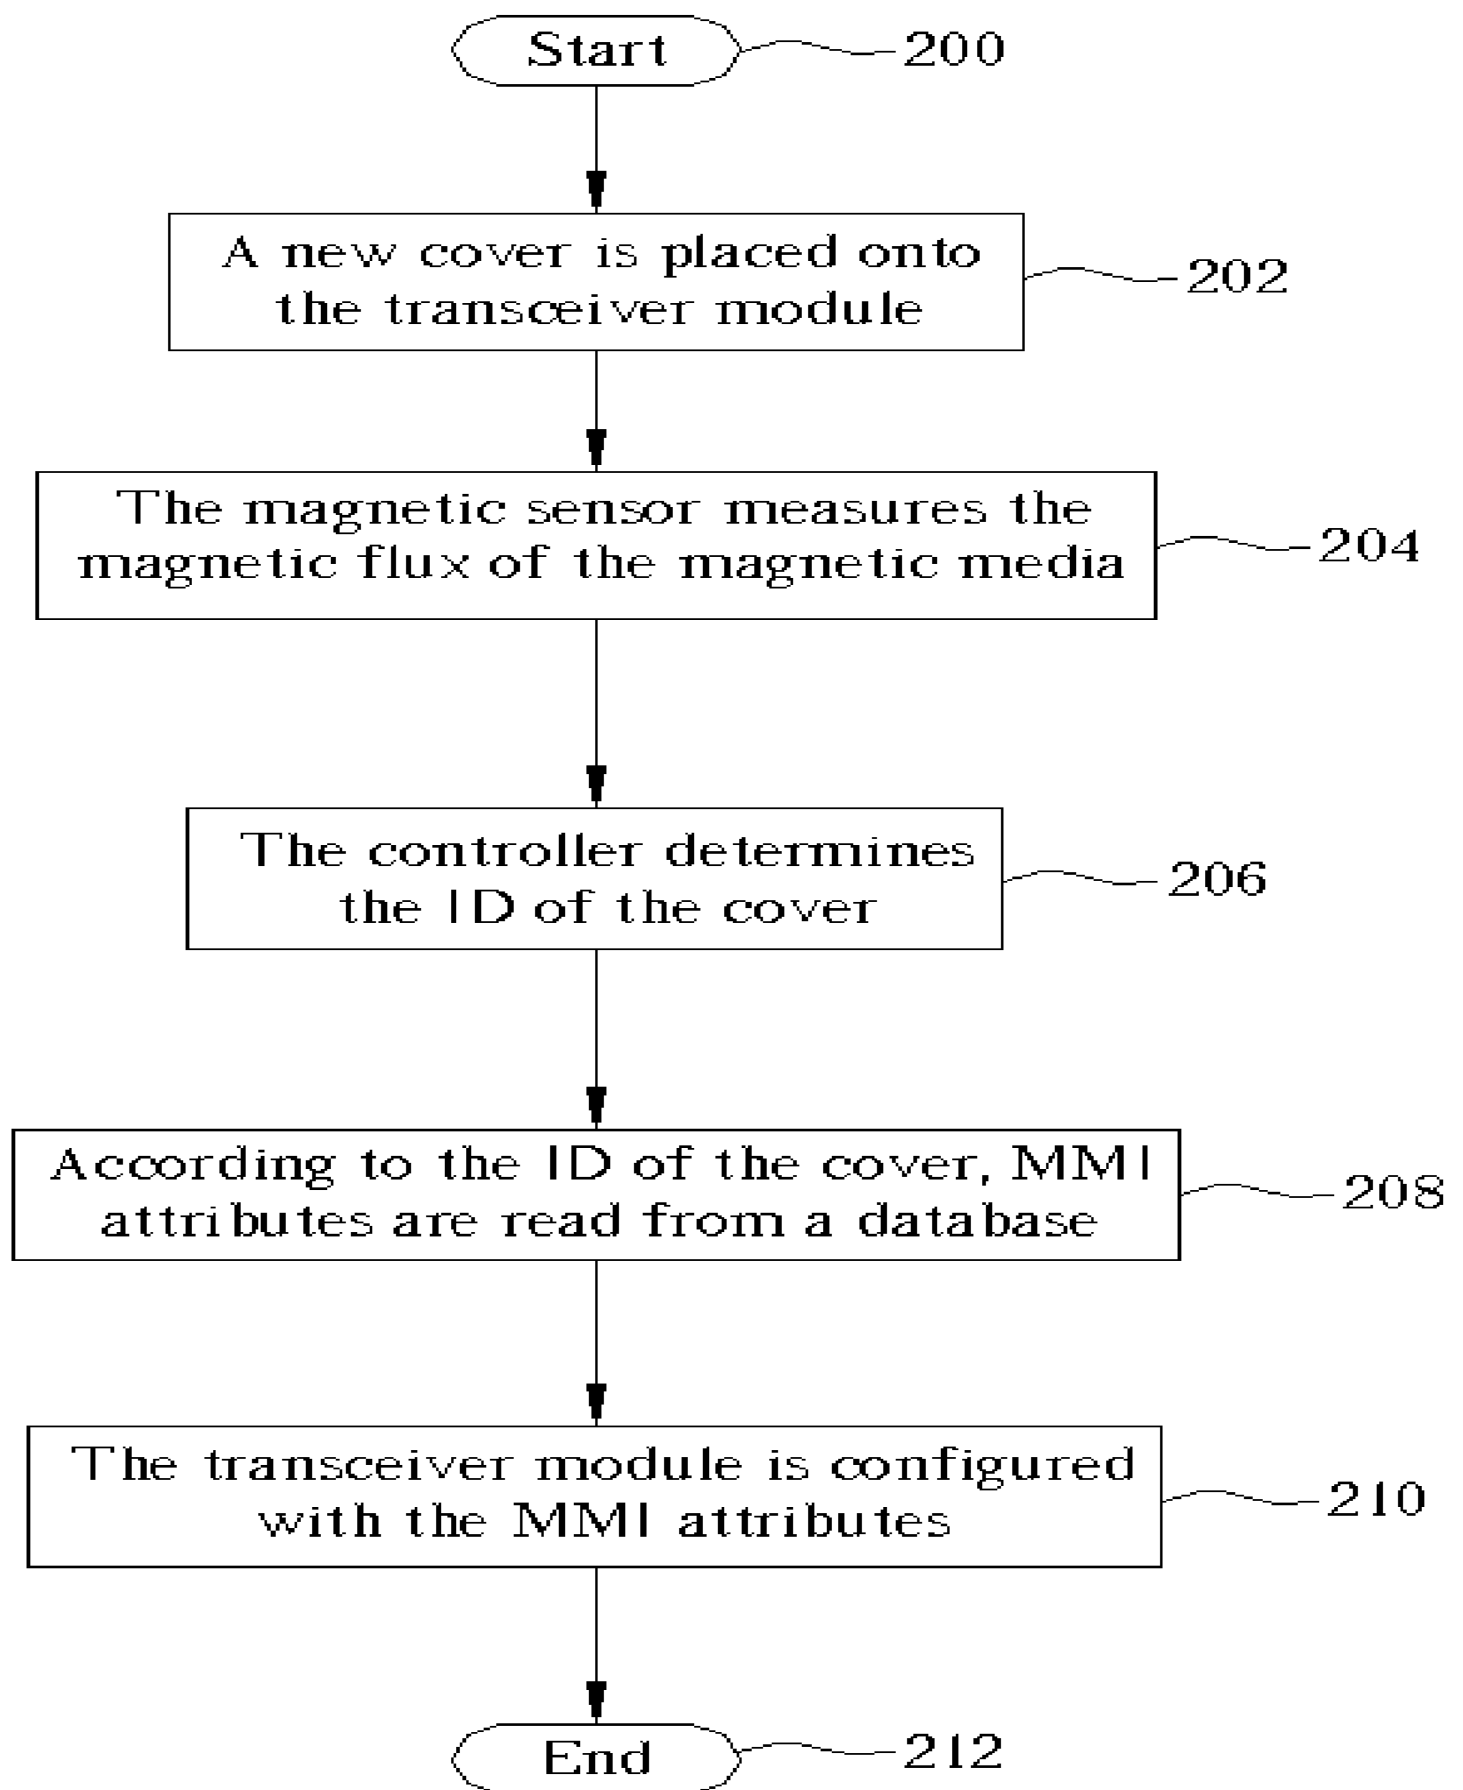 Start
200
A new cover is placed onto
the transceiver module
202
The magnetic sensor measures the
magnetic flux of the magnetic media
204
The controller determines
the ID of the cover
206
According to the ID of the cover, MMI
attributes are read from a database
208
The transceiver module is configured
with the MMI attributes
210
End
212